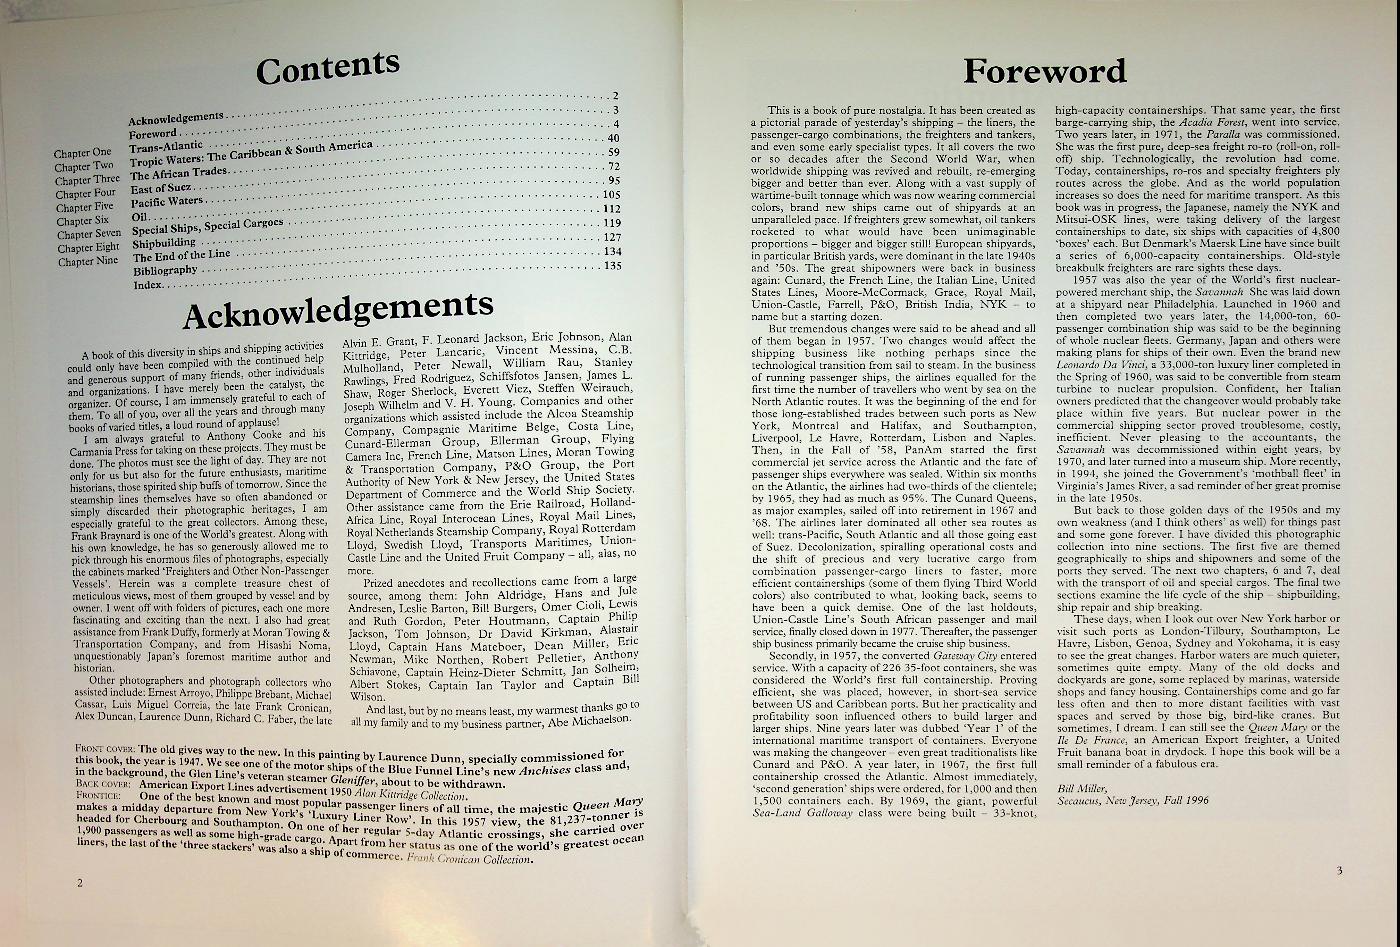 Contents
Acknowledgements 2
Foreword 3
Chapter One Trans-Atlantic 4
Chapter Two Tropic Waters: The Caribbean & South America 40
Chapter Three The African Trades 59
Chapter Four East of Suez 72
Chapter Five Pacific Waters 95
Chapter Six Oil 105
Chapter Seven Special Ships, Special Cargoes 112
Chapter Eight Shipbuilding 119
Chapter Nine The End of the Line 127
Bibliography 134
Index 135
Acknowledgements
A book of this diversity in ships and shipping activities
could only have been compiled with the continued help
and generous support of many friends, other individuals
and organizations. I have merely been the catalyst, the
organizer. Of course, I am immensely grateful to each of
them. To all of you, over all the years and through many
books of varied titles, a loud round of applause!
I am always grateful to Anthony Cooke and his
Carmania Press for taking on these projects. They must be
done. The photos must see the light of day. They are not
only for us but also for the future enthusiasts, maritime
historians, those spirited ship buffs of tomorrow. Since the
steamship lines themselves have so often abandoned or
simply discarded their photographic heritages, I am
especially grateful to the great collectors. Among these,
Frank Braynard is one of the World's greatest. Along with
his own knowledge, he has so generously allowed me to
pick through his enormous files of photographs, especially
the cabinets marked 'Freighters and Other Non-Passenger
Vessels'. Herein was a complete treasure chest of
meticulous views, most of them grouped by vessel and by
owner. I went off with folders of pictures, each one more
fascinating and exciting than the next. I also had great
assistance from Frank Duffy, formerly at Moran Towing &
Transportation Company, and from Hisashi Noma,
unquestionably Japan's foremost maritime author and
historian.
Other photographers and photograph collectors who
assisted include: Ernest Arroyo, Philippe Brebant, Michael
Cassar, Luis Miguel Correia, the late Frank Cronican,
Alex Duncan, Laurence Dunn, Richard C. Faber, the late
Alvin E. Grant, F. Leonard Jackson, Eric Johnson, Alan
Kittridge, Peter Lancaric, Vincent Messina, C.B.
Mulholland, Peter Newall, William Rau, Stanley
Rawlings, Fred Rodriguez, Schiffsfotos Jansen, James L.
Shaw, Roger Sherlock, Everett Viez, Steffen Weirauch,
Joseph Wilhelm and V. H. Young. Companies and other
organizations which assisted include the Alcoa Steamship
Company, Compagnie Maritime Belge, Costa Line,
Cunard-Ellerman Group, Ellerman Group, Flying
Camera Inc, French Line, Matson Lines, Moran Towing
& Transportation Company, P&O Group, the Port
Authority of New York & New Jersey, the United States
Department of Commerce and the World Ship Society.
Other assistance came from the Erie Railroad, Holland-
Africa Line, Royal Interocean Lines, Royal Mail Lines,
Royal Netherlands Steamship Company, Royal Rotterdam
Lloyd, Swedish Lloyd, Transports Maritimes, Union-
Castle Line and the United Fruit Company – all, alas, no
more.
Prized anecdotes and recollections came from a large
source, among them: John Aldridge, Hans and Jule
Andresen, Leslie Barton, Bill Burgers, Omer Cioli, Lewis
and Ruth Gordon, Peter Houtmann, Captain Philip
Jackson, Tom Johnson, Dr David Kirkman, Alastair
Lloyd, Captain Hans Mateboer, Dean Miller, Eric
Newman, Mike Northen, Robert Pelletier, Anthony
Schiavone, Captain Heinz-Dieter Schmitt, Jan Solheim,
Albert Stokes, Captain Ian Taylor and Captain Bill
Wilson.
And last, but by no means least, my warmest thanks go to
all my family and to my business partner, Abe Michaelson.
FRONT COVER: The old gives way to the new. In this painting by Laurence Dunn, specially commissioned for
this book, the year is 1947. We see one of the motor ships of the Blue Funnel Line's new Anchises class and,
in the background, the Glen Line's veteran steamer Gleniffer, about to be withdrawn.
BACK COVER: American Export Lines advertisement 1950 Alan Kittridge Collection.
FRONTICE: One of the best known and most popular passenger liners of all time, the majestic Queen Mary
makes a midday departure from New York's 'Luxury Liner Row'. In this 1957 view, the 81,237-tonner is
headed for Cherbourg and Southampton. On one of her regular 5-day Atlantic crossings, she carried over
1,900 passengers as well as some high-grade cargo. Apart from her status as one of the world's greatest ocean
liners, the last of the 'three stackers' was also a ship of commerce. Frank Cronican Collection.
2
Foreword
This is a book of pure nostalgia. It has been created as
a pictorial parade of yesterday's shipping – the liners, the
passenger-cargo combinations, the freighters and tankers,
and even some early specialist types. It all covers the two
or so decades after the Second World War, when
worldwide shipping was revived and rebuilt, re-emerging
bigger and better than ever. Along with a vast supply of
wartime-built tonnage which was now wearing commercial
colors, brand new ships came out of shipyards at an
unparalleled pace. If freighters grew somewhat, oil tankers
rocketed to what would have been unimaginable
proportions – bigger and bigger still! European shipyards,
in particular British yards, were dominant in the late 1940s
and '50s. The great shipowners were back in business
again: Cunard, the French Line, the Italian Line, United
States Lines, Moore-McCormack, Grace, Royal Mail,
Union-Castle, Farrell, P&O, British India, NYK – to
name but a starting dozen.
But tremendous changes were said to be ahead and all
of them began in 1957. Two changes would affect the
shipping business like nothing perhaps since the
technological transition from sail to steam. In the business
of running passenger ships, the airlines equalled for the
first time the number of travellers who went by sea on the
North Atlantic routes. It was the beginning of the end for
those long-established trades between such ports as New
York, Montreal and Halifax, and Southampton,
Liverpool, Le Havre, Rotterdam, Lisbon and Naples.
Then, in the Fall of '58, PanAm started the first
commercial jet service across the Atlantic and the fate of
passenger ships everywhere was sealed. Within six months
on the Atlantic, the airlines had two-thirds of the clientele;
by 1965, they had as much as 95%. The Cunard Queens,
as major examples, sailed off into retirement in 1967 and
'68. The airlines later dominated all other sea routes as
well: trans-Pacific, South Atlantic and all those going east
of Suez. Decolonization, spiralling operational costs and
the shift of precious and very lucrative cargo from
combination passenger-cargo liners to faster, more
efficient containerships (some of them flying Third World
colors) also contributed to what, looking back, seems to
have been a quick demise. One of the last holdouts,
Union-Castle Line's South African passenger and mail
service, finally closed down in 1977. Thereafter, the passenger
ship business primarily became the cruise ship business.
Secondly, in 1957, the converted Gateway City entered
service. With a capacity of 226 35-foot containers, she was
considered the World's first full containership. Proving
efficient, she was placed, however, in short-sea service
between US and Caribbean ports. But her practicality and
profitability soon influenced others to build larger and
larger ships. Nine years later was dubbed 'Year 1' of the
international maritime transport of containers. Everyone
was making the changeover – even great traditionalists like
Cunard and P&O. A year later, in 1967, the first full
containership crossed the Atlantic. Almost immediately,
'second generation' ships were ordered, for 1,000 and then
1,500 containers each. By 1969, the giant, powerful
Sea-Land Galloway class were being built – 33-knot,
high-capacity containerships. That same year, the first
barge-carrying ship, the Acadia Forest, went into service.
Two years later, in 1971, the Paralla was commissioned.
She was the first pure, deep-sea freight ro-ro (roll-on, roll-
off) ship. Technologically, the revolution had come.
Today, containerships, ro-ros and specialty freighters ply
routes across the globe. And as the world population
increases so does the need for maritime transport. As this
book was in progress, the Japanese, namely the NYK and
Mitsui-OSK lines, were taking delivery of the largest
containerships to date, six ships with capacities of 4,800
'boxes' each. But Denmark's Maersk Line have since built
a series of 6,000-capacity containerships. Old-style
breakbulk freighters are rare sights these days.
1957 was also the year of the World's first nuclear-
powered merchant ship, the Savannah. She was laid down
at a shipyard near Philadelphia. Launched in 1960 and
then completed two years later, the 14,000-ton, 60-
passenger combination ship was said to be the beginning
of whole nuclear fleets. Germany, Japan and others were
making plans for ships of their own. Even the brand new
Leonardo Da Vinci, a 33,000-ton luxury liner completed in
the Spring of 1960, was said to be convertible from steam
turbine to nuclear propulsion. Confident, her Italian
owners predicted that the changeover would probably take
place within five years. But nuclear power in the
commercial shipping sector proved troublesome, costly,
inefficient. Never pleasing to the accountants, the
Savannah was decommissioned within eight years, by
1970, and later turned into a museum ship. More recently,
in 1994, she joined the Government's 'mothball fleet' in
Virginia's James River, a sad reminder of her great promise
in the late 1950s.
But back to those golden days of the 1950s and my
own weakness (and I think others' as well) for things past
and some gone forever. I have divided this photographic
collection into nine sections. The first five are themed
geographically to ships and shipowners and some of the
ports they served. The next two chapters, 6 and 7, deal
with the transport of oil and special cargoes. The final two
sections examine the life cycle of the ship – shipbuilding,
ship repair and ship breaking.
These days, when I look out over New York harbor or
visit such ports as London-Tilbury, Southampton, Le
Havre, Lisbon, Genoa, Sydney and Yokohama, it is easy
to see the great changes. Harbor waters are much quieter,
sometimes quite empty. Many of the old docks and
dockyards are gone, some replaced by marinas, waterside
shops and fancy housing. Containerships come and go far
less often and then to more distant facilities with vast
spaces and served by those big, bird-like cranes. But
sometimes, I dream. I can still see the Queen Mary or the
Ile De France, an American Export freighter, a United
Fruit banana boat in drydock. I hope this book will be a
small reminder of a fabulous era.
Bill Miller,
Secaucus, New Jersey, Fall 1996
3